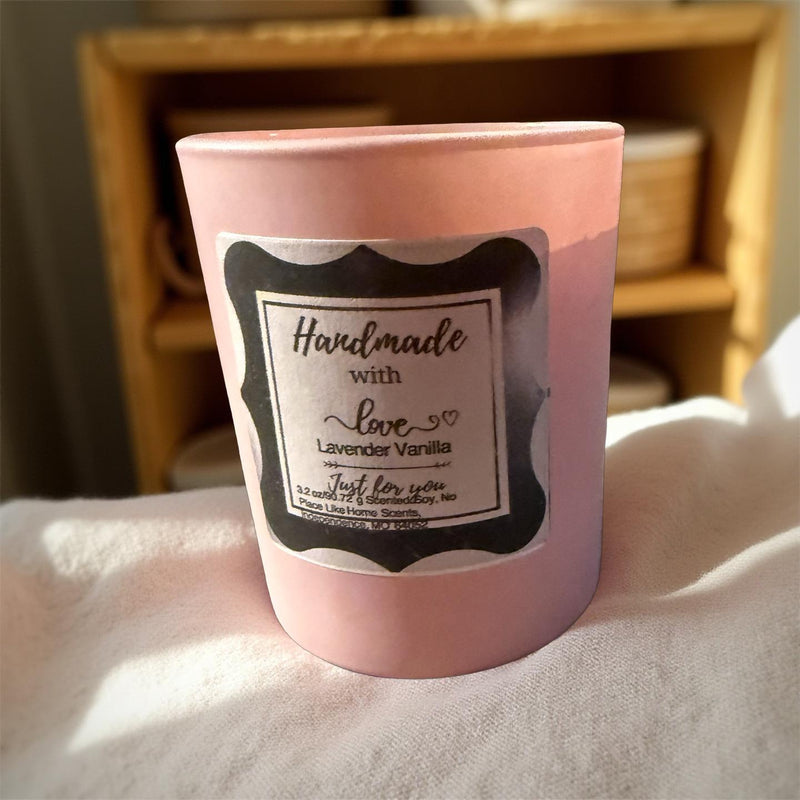 Handmade
with
love
Lavender Vanilla
Just for you
3.2 oz/90.72 g Scented Soy, No
Place Like Home Scents,
Independence, MO 64052